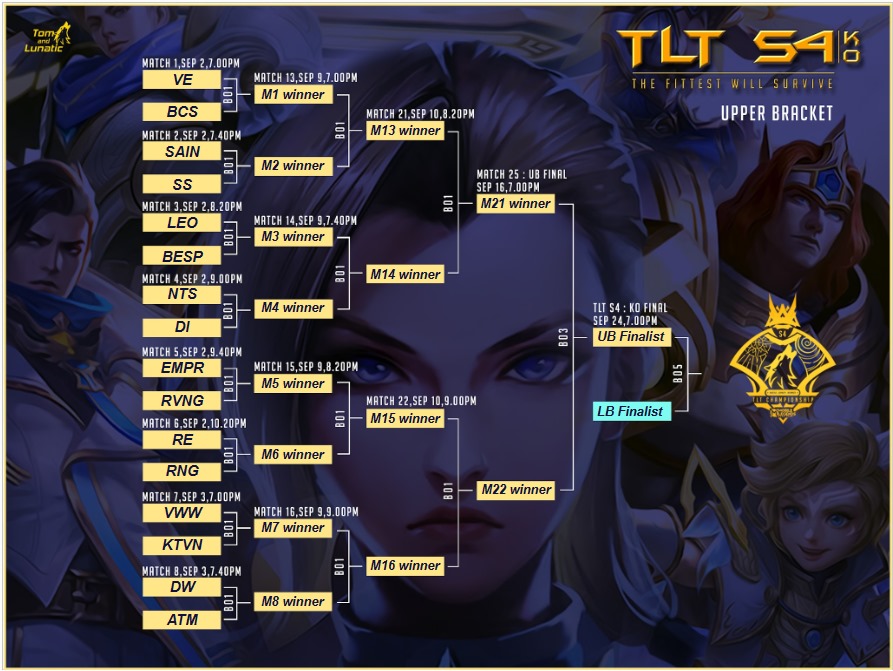 Tom
and
Lunatic
TLT S4 KO
THE FITTEST WILL SURVIVE
UPPER BRACKET
MATCH 1,SEP 2,7.00PM
VE
BO1
BCS
MATCH 2,SEP 2,7.40PM
SAIN
BO1
SS
MATCH 3,SEP 2,8.20PM
LEO
BO1
BESP
MATCH 4,SEP 2,9.00PM
NTS
BO1
DI
MATCH 5,SEP 2,9.40PM
EMPR
BO1
RVNG
MATCH 6,SEP 2,10.20PM
RE
BO1
RNG
MATCH 7,SEP 3,7.00PM
VWW
BO1
KTVN
MATCH 8,SEP 3,7.40PM
DW
BO1
ATM
MATCH 13,SEP 9,7.00PM
M1 winner
BO1
M2 winner
MATCH 14,SEP 9,7.40PM
M3 winner
BO1
M4 winner
MATCH 15,SEP 9,8.20PM
M5 winner
BO1
M6 winner
MATCH 16,SEP 9,9.00PM
M7 winner
BO1
M8 winner
MATCH 21,SEP 10,8.20PM
M13 winner
BO1
M14 winner
MATCH 22,SEP 10,9.00PM
M15 winner
BO1
M16 winner
MATCH 25 : UB FINAL
SEP 16,7.00PM
M21 winner
BO3
M22 winner
TLT S4 : KO FINAL
SEP 24,7.00PM
UB Finalist
BO5
LB Finalist
S4
TLT CHAMPIONSHIP